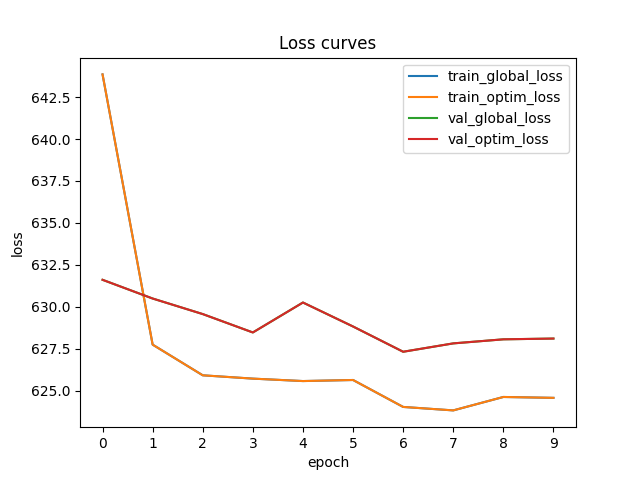 Loss curves
train_global_loss
train_optim_loss
val_global_loss
val_optim_loss
642.5
640.0
637.5
635.0
632.5
630.0
627.5
625.0
loss
0 1 2 3 4 5 6 7 8 9
epoch